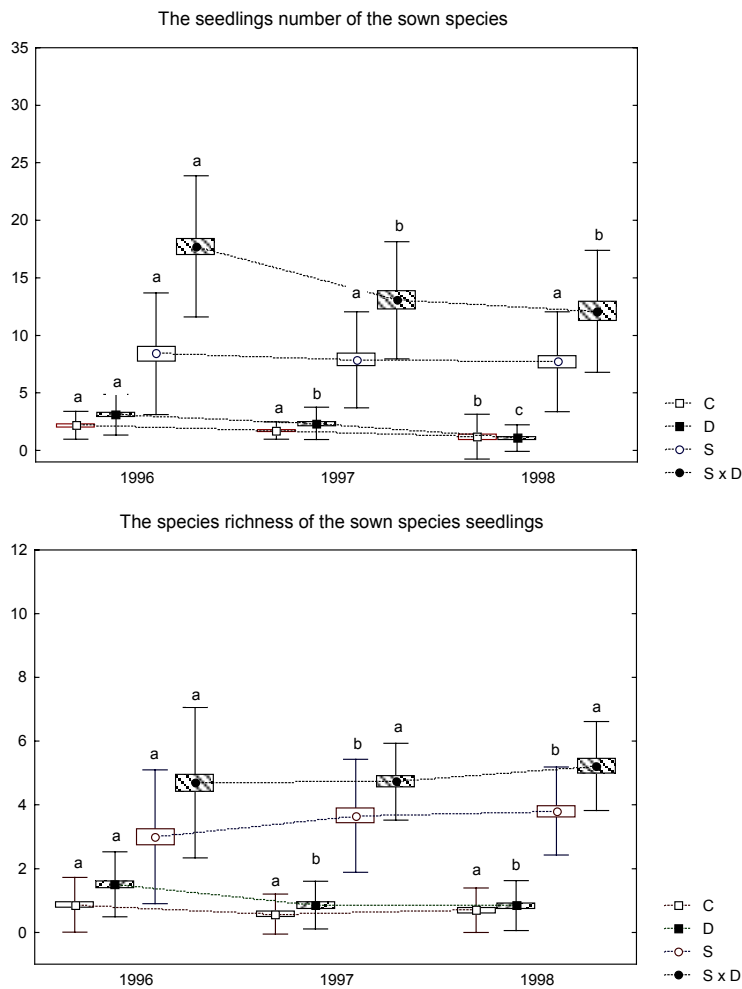 The seedlings number of the sown species
35
30
25
20
15
10
5
0
a
a
a
a
a
b
a
b
b
c
a
b
1996
1997
1998
C
D
S
S x D
The species richness of the sown species seedlings
12
10
8
6
4
2
0
a
a
a
a
a
b
b
a
a
b
b
a
1996
1997
1998
C
D
S
S x D